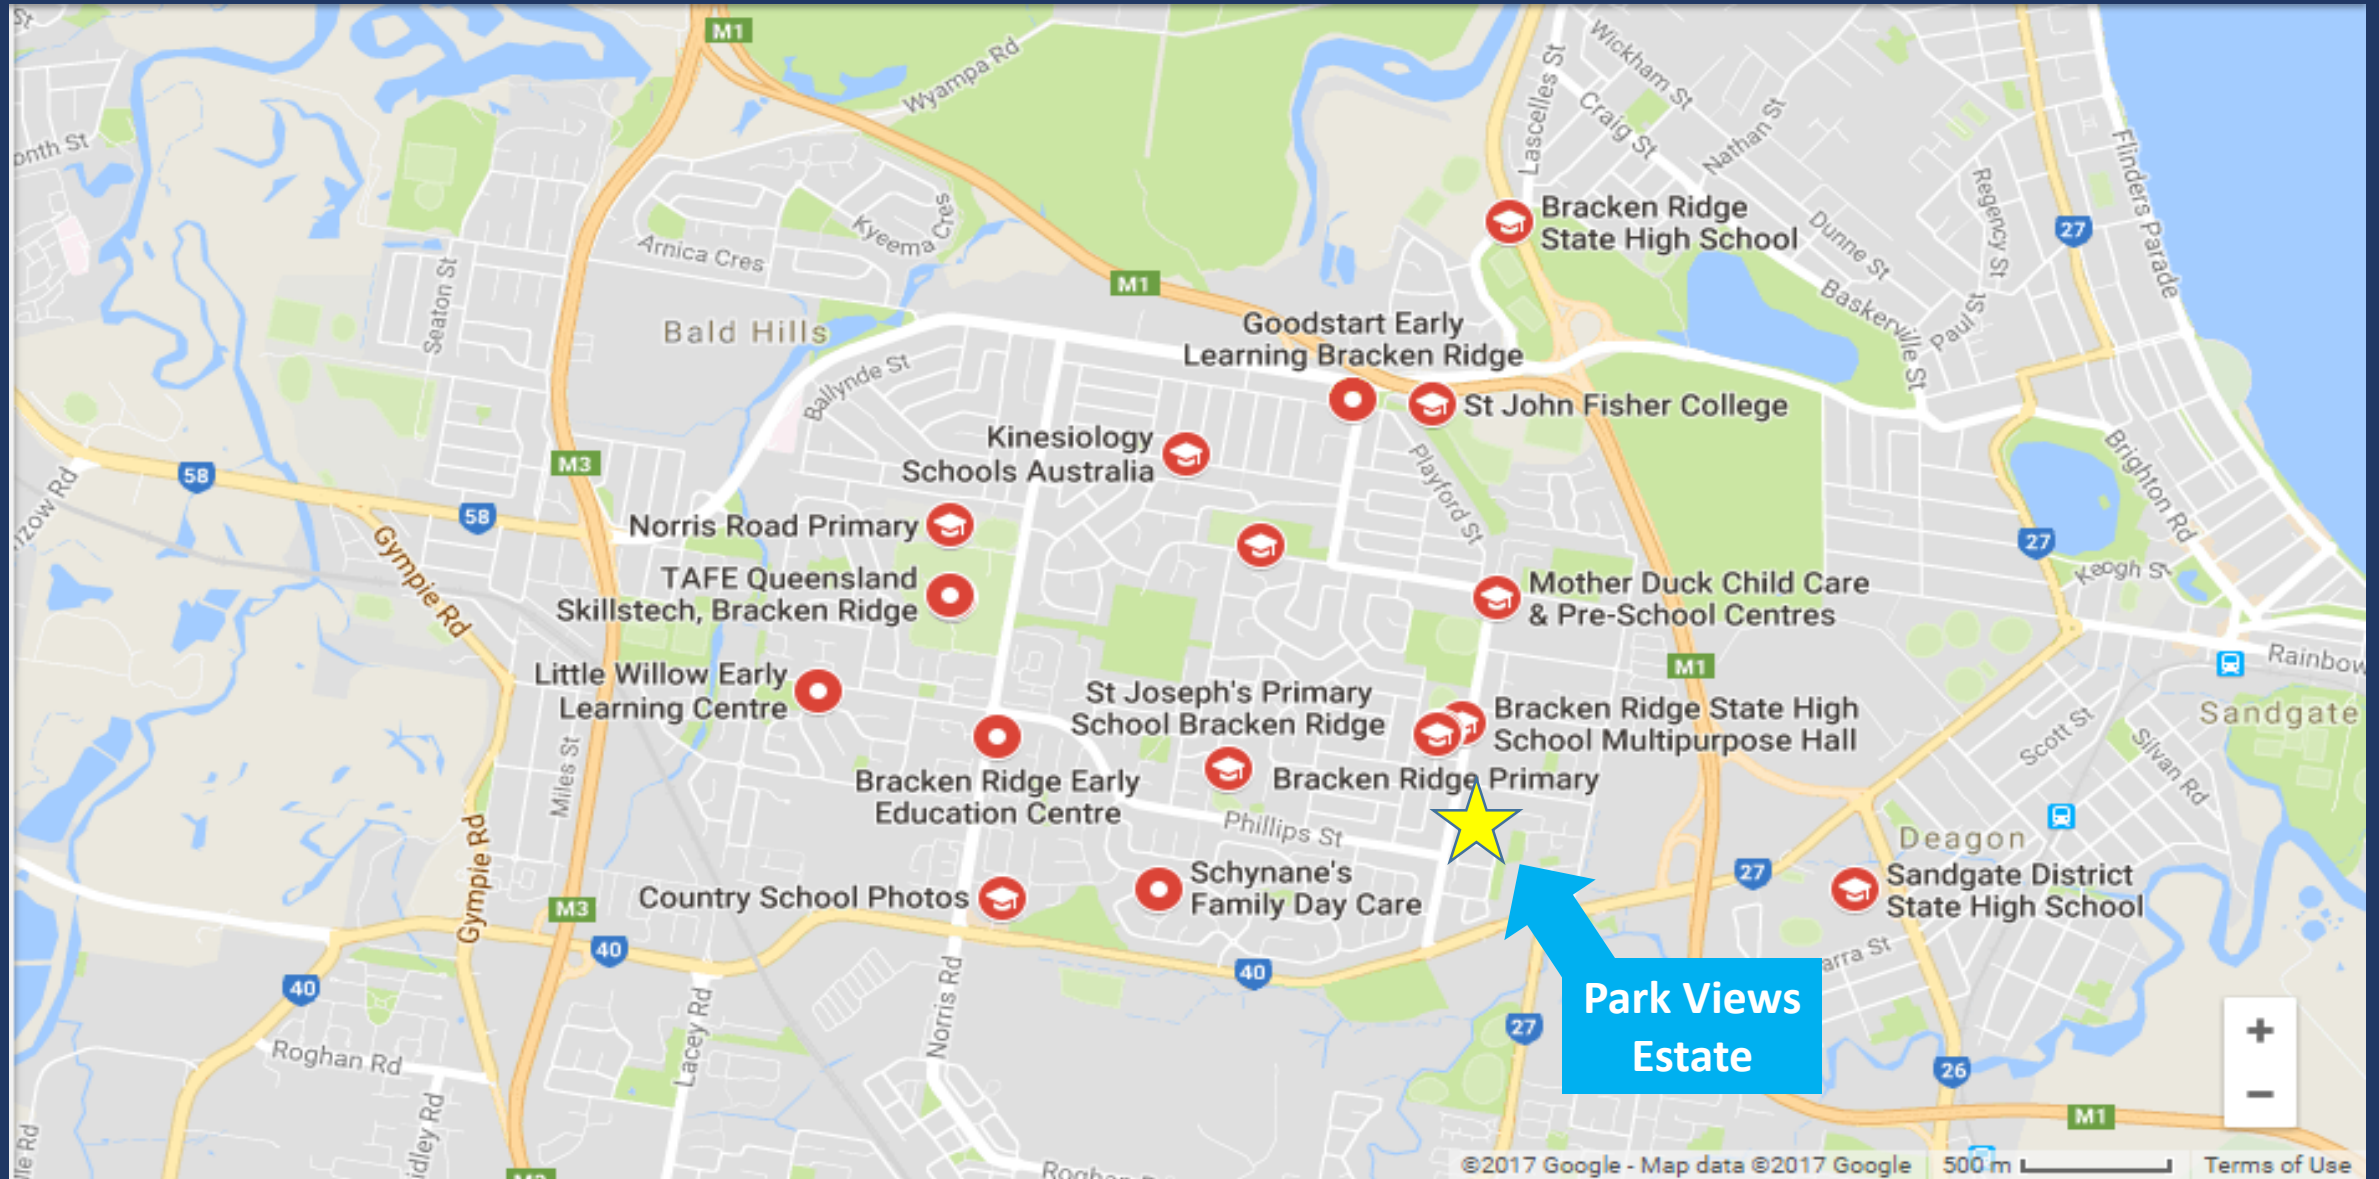 St
M1
Wyampa Rd
Lascelles St
Wickham St
Craig St
Nathan St
Flinders Parade
onth St
Kyeema Cres
Arnica Cres
Bracken Ridge
State High School
Regency St
Dunne St
27
Seaton St
M1
Bald Hills
Baskerville St
Paul St
Goodstart Early
Learning Bracken Ridge
Ballynde St
St John Fisher College
Kinesiology
Schools Australia
Playford St
Brighton Rd
M3
58
58
Norris Road Primary
27
Gympie Rd
Keogh St
TAFE Queensland
Skillstech, Bracken Ridge
Mother Duck Child Care
& Pre-School Centres
M1
Rainbow
Little Willow Early
Learning Centre
St Joseph's Primary
School Bracken Ridge
Bracken Ridge State High
School Multipurpose Hall
Sandgate
Scott St
Silvan Rd
Miles St
Bracken Ridge Early
Education Centre
Bracken Ridge Primary
Phillips St
Deagon
Gympie Rd
27
Country School Photos
Schynane's
Family Day Care
Sandgate District
State High School
M3
40
40
40
arra St
Norris Rd
Lacey Rd
Park Views
Estate
27
Roghan Rd
26
idley Rd
M1
+
−
©2017 Google - Map data ©2017 Google
500 m
Terms of Use